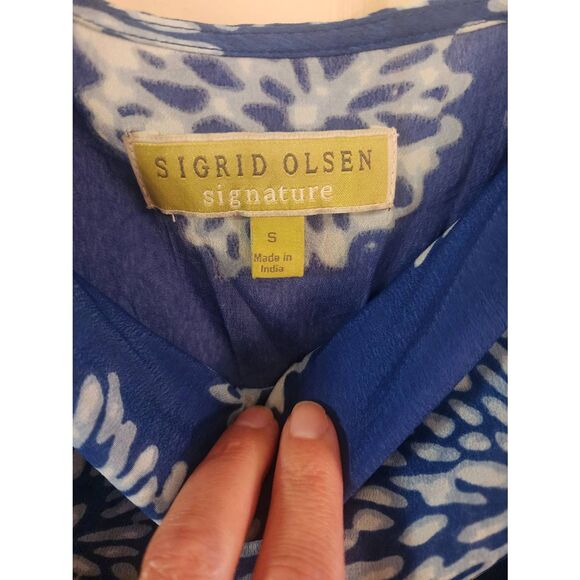 SIGRID OLSEN
signature
S
Made in
India